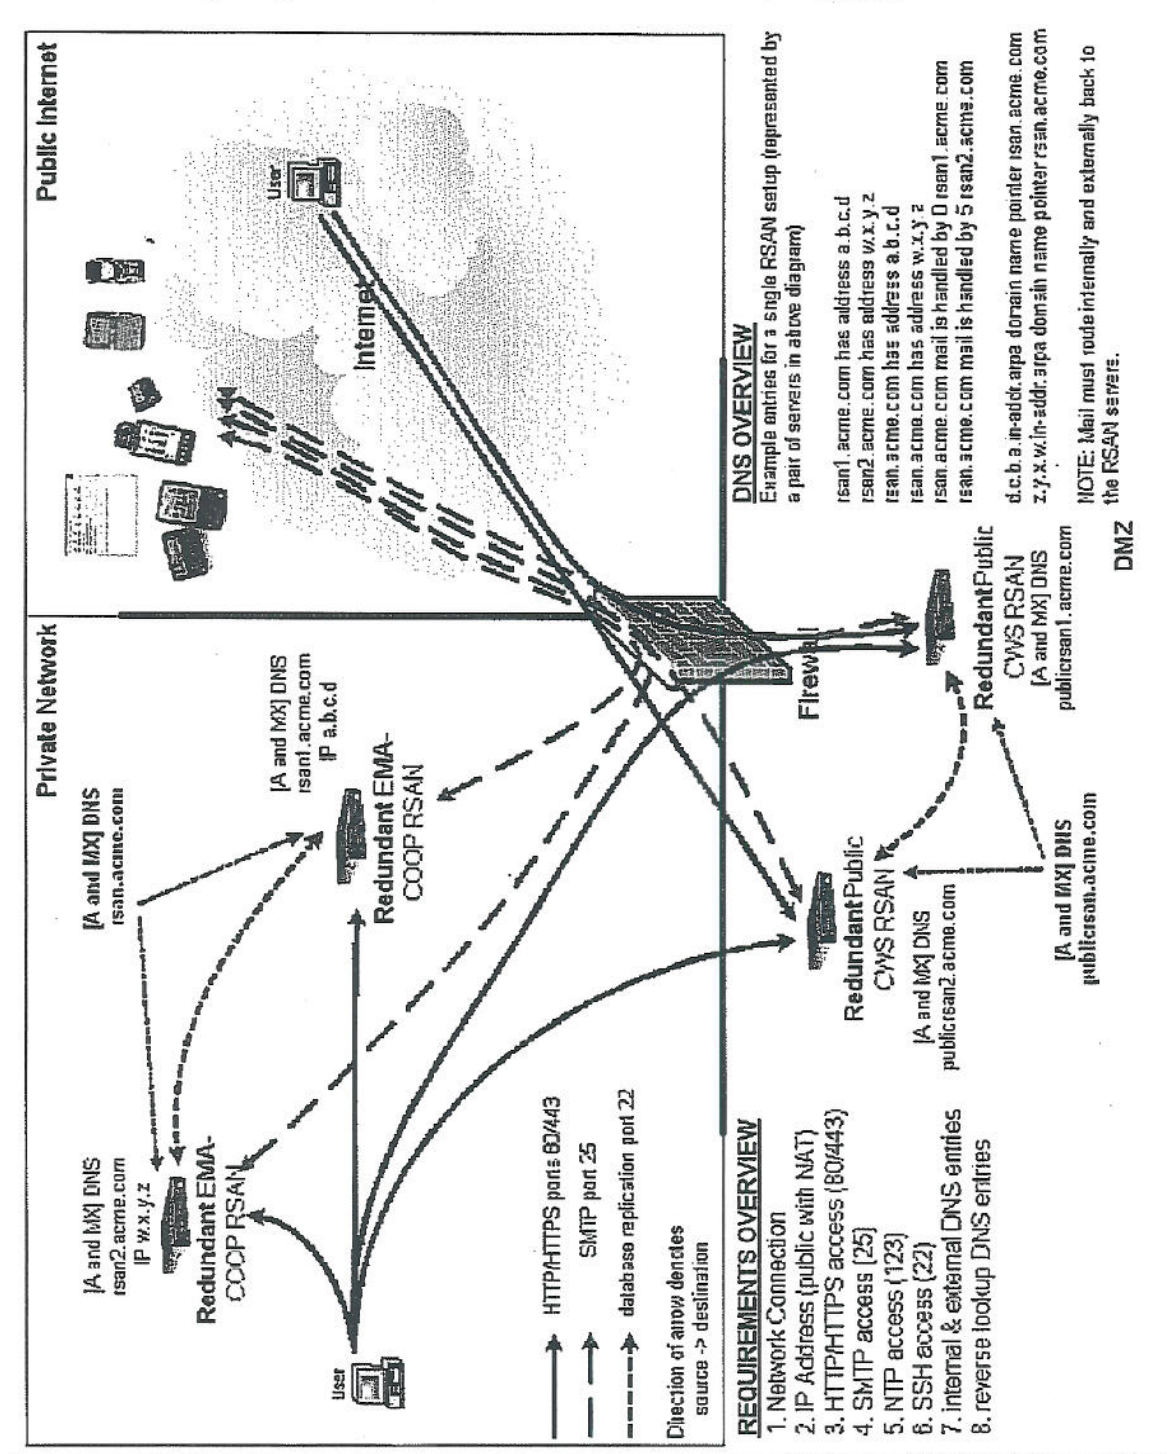 Private Network
Public Internet
[A and MX] DNS
rsan2.acme.com
IP w.x.y.z
Redundant EMA-
COOP RSAN
[A and MX] DNS
rsan.acme.com
[A and MX] DNS
rsan1.acme.com
IP a.b.c.d
Redundant EMA-
COOP RSAN
User
User
Internet
HTTP/HTTPS ports 80/443
SMTP port 25
database replication port 22
Direction of arrow denotes
source -> destination
Firewall
REQUIREMENTS OVERVIEW
1. Network Connection
2. IP Address (public with NAT)
3. HTTP/HTTPS access (80/443)
4. SMTP access [25]
5. NTP access (123)
6. SSH access (22)
7. internal & external DNS entries
8. reverse lookup DNS entries
Redundant Public
CWS RSAN
[A and MX] DNS
publicrsan2.acme.com
[A and MX] DNS
publicrsan.acme.com
Redundant Public
CWS RSAN
[A and MX] DNS
publicrsan1.acme.com
DMZ
DNS OVERVIEW
Example entries for a single RSAN setup (represented by
a pair of servers in above diagram)
rsan1.acme.com has address a.b.c.d
rsan2.acme.com has address w.x.y.z
rsan.acme.com has address a.b.c.d
rsan.acme.com has address w.x.y.z
rsan.acme.com mail is handled by 0 rsan1.acme.com
rsan.acme.com mail is handled by 5 rsan2.acme.com
d.c.b.a.in-addr.arpa domain name pointer rsan.acme.com
z.y.x.w.in-addr.arpa domain name pointer rsan.acme.com
NOTE: Mail must route internally and externally back to
the RSAN servers.